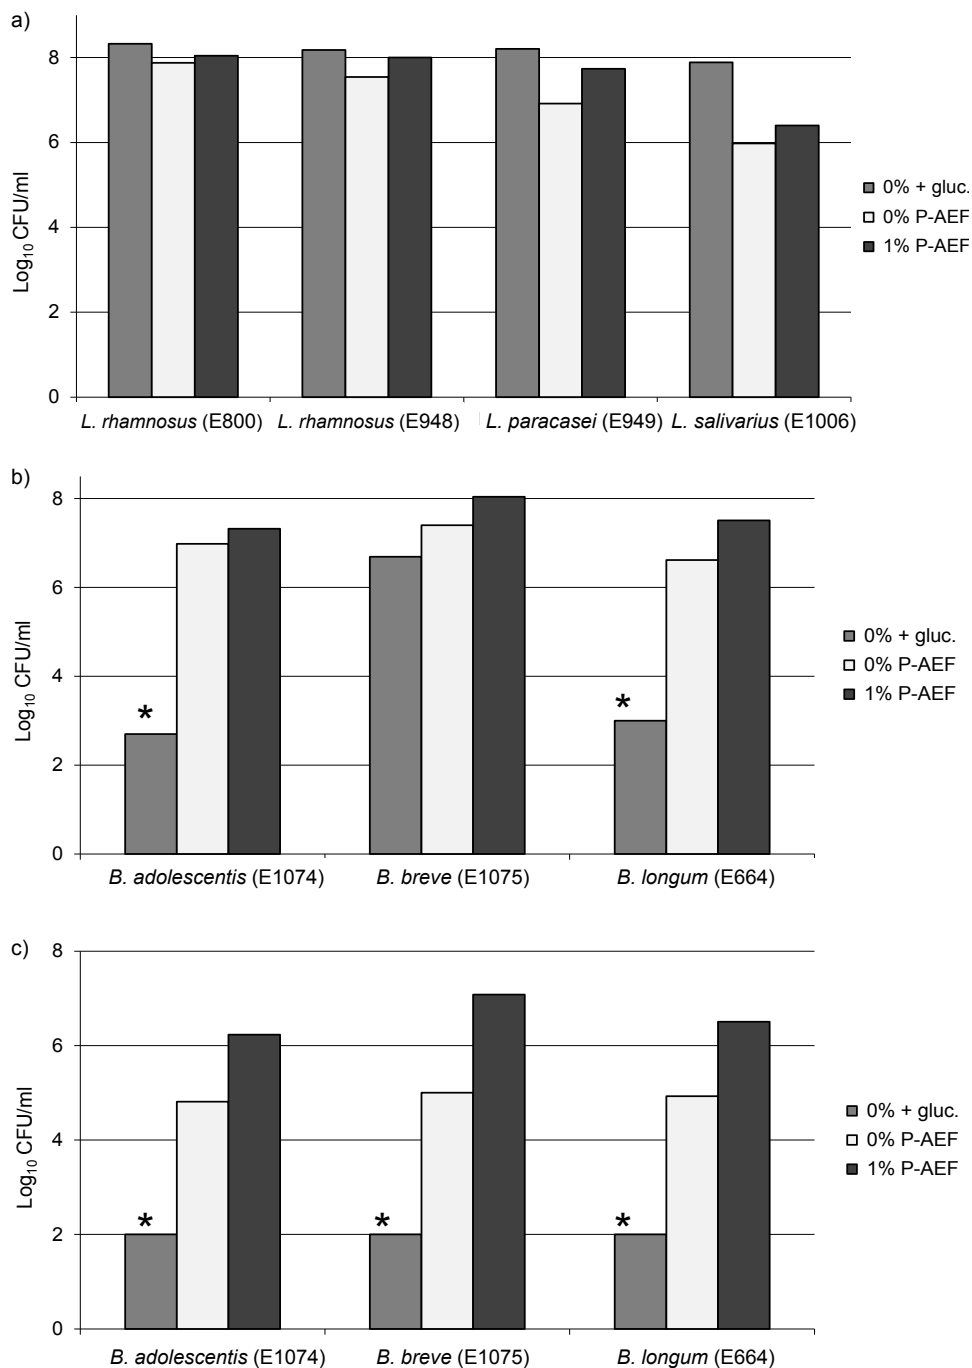 a)
8
6
4
2
0
Log10 CFU/ml
0% + gluc.
0% P-AEF
1% P-AEF
L. rhamnosus (E800)
L. rhamnosus (E948)
L. paracasei (E949)
L. salivarius (E1006)
b)
8
6
4
2
0
Log10 CFU/ml
*
*
0% + gluc.
0% P-AEF
1% P-AEF
B. adolescentis (E1074)
B. breve (E1075)
B. longum (E664)
c)
8
6
4
2
0
Log10 CFU/ml
*
*
*
0% + gluc.
0% P-AEF
1% P-AEF
B. adolescentis (E1074)
B. breve (E1075)
B. longum (E664)